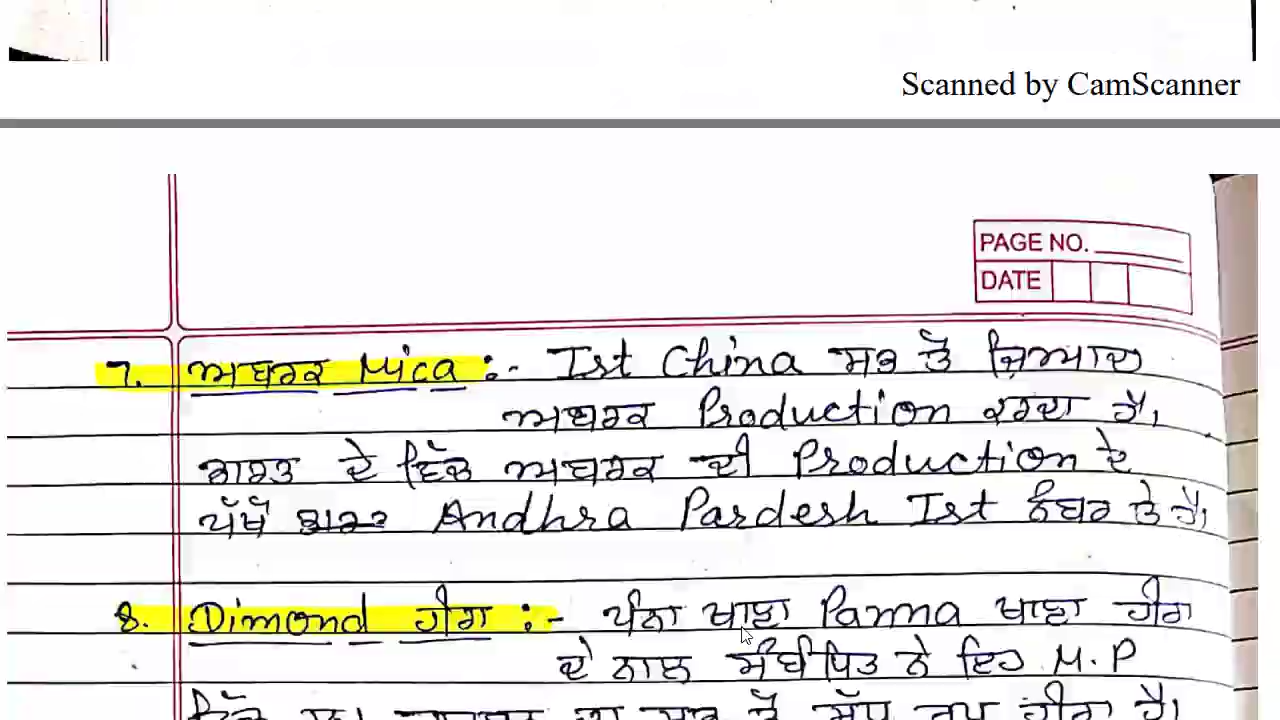 Scanned by CamScanner
PAGE NO.
DATE
7. ਅਬਰਕ Mica :- Ist China ਸਭ ਤੋਂ ਜ਼ਿਆਦਾ
ਅਬਰਕ Production ਕਰਦਾ ਹੈ।
ਭਾਰਤ ਦੇ ਵਿੱਚ ਅਬਰਕ ਦੀ Production ਦੇ
ਪੱਖੋਂ Andhra Pardesh Ist ਨੰਬਰ ਤੇ ਹੈ।
8. Dimond ਹੀਰਾ :- ਪੰਨਾ ਖਾਣਾ Panna ਖਾਣਾ ਹੀਰਾ
ਦੇ ਨਾਲ ਸੰਬੰਧਿਤ ਨੇ ਇਹ M.P
ਵਿੱਚ ਤੋਂ ਹੈ।